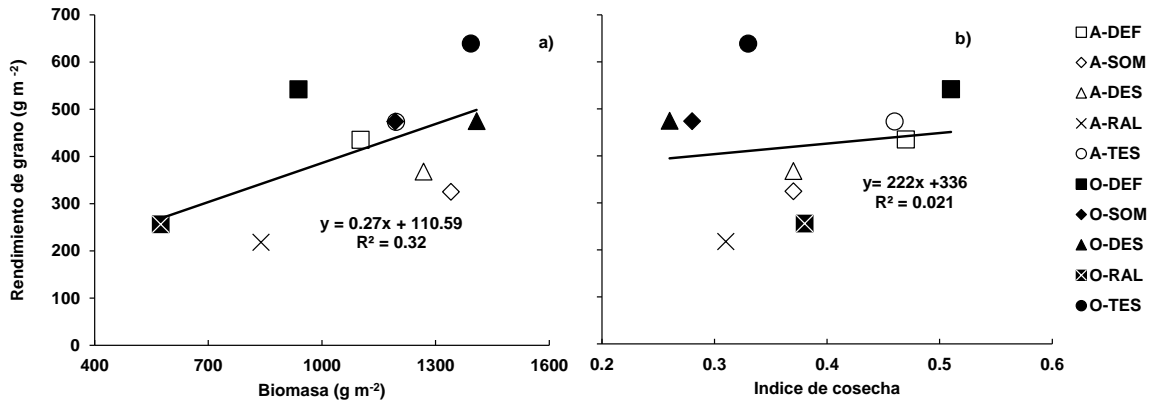 Rendimiento de grano (g m -2)
700
600
500
400
300
200
100
0
a)
y = 0.27x + 110.59
R² = 0.32
400 700 1000 1300 1600
Biomasa (g m-2)
b)
y= 222x +336
R² = 0.021
0.2 0.3 0.4 0.5 0.6
Indice de cosecha
A-DEF
A-SOM
A-DES
A-RAL
A-TES
O-DEF
O-SOM
O-DES
O-RAL
O-TES